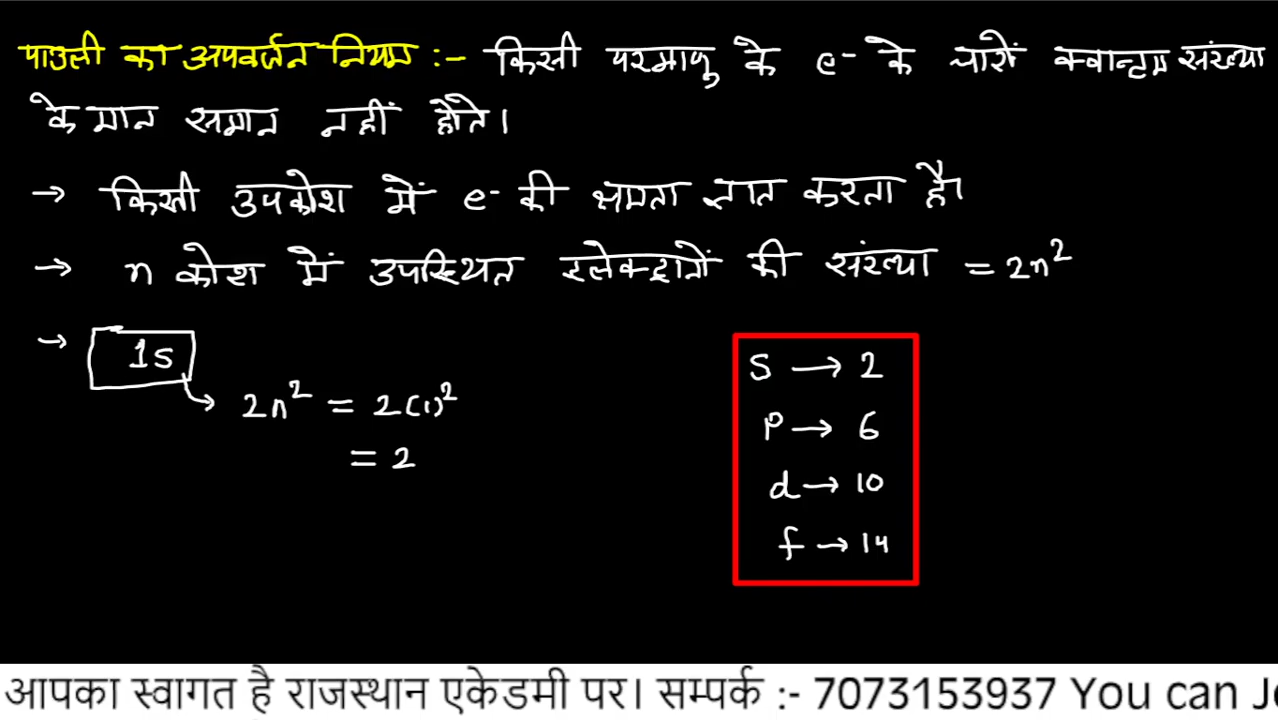 पाउली का अपवर्जन नियम :- किसी परमाणु के e⁻ के चारों क्वान्टम संख्या
के मान समान नहीं होते।
→ किसी उपकोश में e⁻ की क्षमता ज्ञात करता है।
→ n कोश में उपस्थित इलेक्ट्रानों की संख्या = 2n²
→ 1s
→ 2n² = 2(1)²
= 2
S → 2
P → 6
d → 10
f → 14
आपका स्वागत है राजस्थान एकेडमी पर। सम्पर्क :- 7073153937 You can Jo